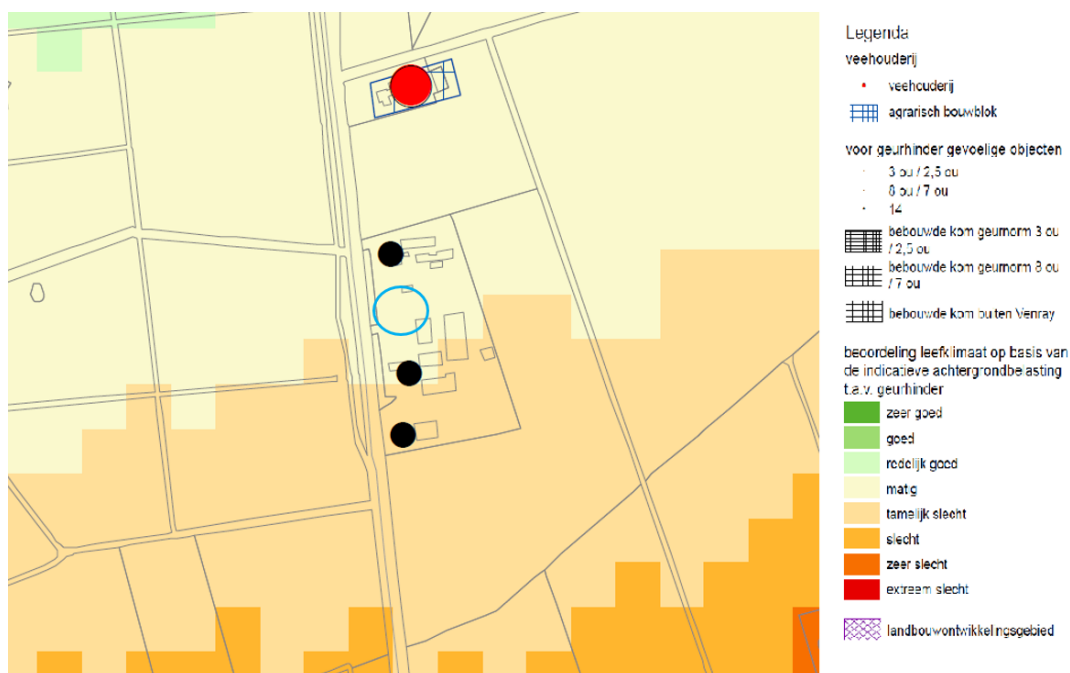 Legenda
veehouderij
veehouderij
agrarisch bouwblok
voor geurhinder gevoelige objecten
3 ou / 2,5 ou
8 ou / 7 ou
14
bebouwde kom geurnorm 3 ou
/ 2,5 ou
bebouwde kom geurnorm 8 ou
/ 7 ou
bebouwde kom buiten Venray
beoordeling leefklimaat op basis van
de indicatieve achtergrondbelasting
t.a.v. geurhinder
zeer goed
goed
redelijk goed
matig
tamelijk slecht
slecht
zeer slecht
extreem slecht
landbouwontwikkelingsgebied